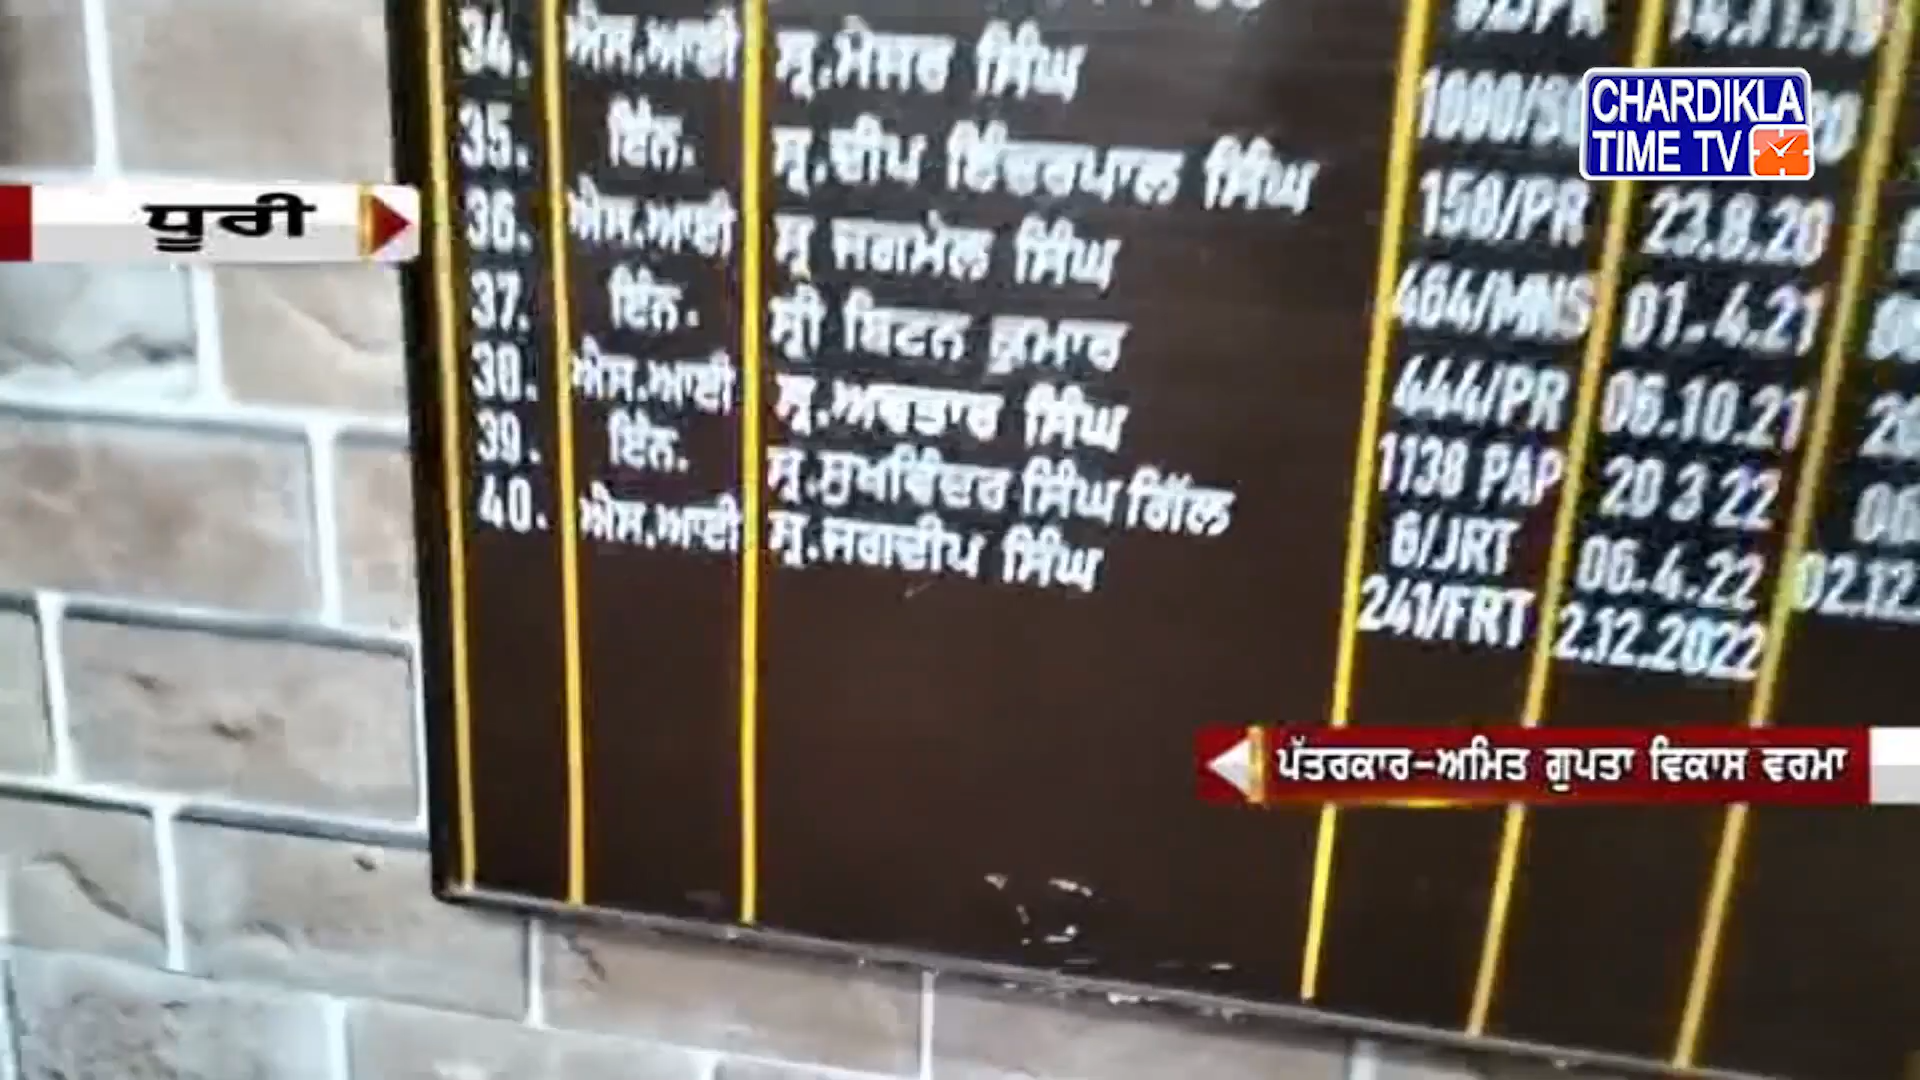 34. ਐਸ.ਆਈ ਸ੍ਰ.ਮੇਜਰ ਸਿੰਘ
35. ਇੰਨ. ਸ੍ਰ.ਦੀਪ ਇੰਦਰਪਾਲ ਸਿੰਘ 158/PR 23.8.20
36. ਐਸ.ਆਈ ਸ੍ਰ ਜਗਮੇਲ ਸਿੰਘ 464/MNS 01.4.21
37. ਇੰਨ. ਸ੍ਰੀ ਬਿਟਨ ਕੁਮਾਰ 444/PR 06.10.21
38. ਐਸ.ਆਈ ਸ੍ਰ.ਅਵਤਾਰ ਸਿੰਘ 1138 PAP 20 3 22
39. ਇੰਨ. ਸ੍ਰ.ਸੁਖਵਿੰਦਰ ਸਿੰਘ ਗਿੱਲ 6/JRT 06.4.22 02.12
40. ਐਸ.ਆਈ ਸ੍ਰ.ਜਗਦੀਪ ਸਿੰਘ 241/FRT 2.12.2022
CHARDIKLA
TIME TV
ਧੂਰੀ
ਪੱਤਰਕਾਰ-ਅਮਿਤ ਗੁਪਤਾ ਵਿਕਾਸ ਵਰਮਾ